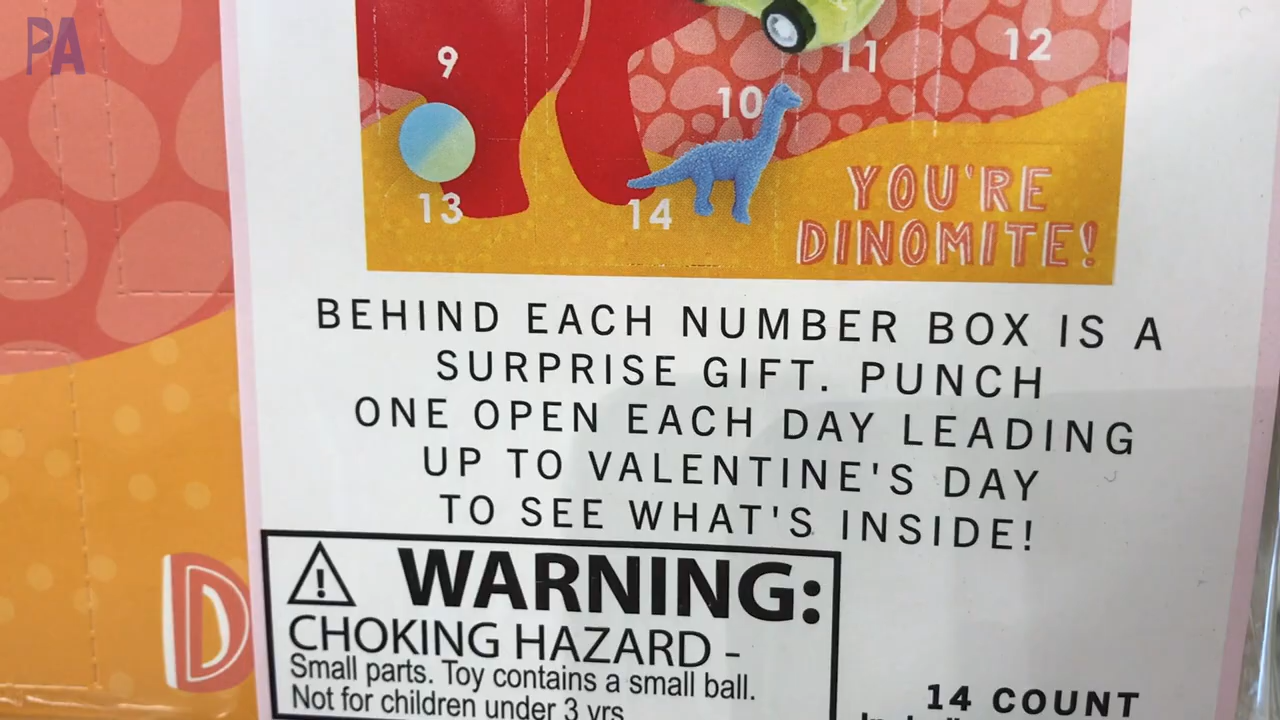 PA
9
10
11
12
13
14
YOU'RE
DINOMITE!
BEHIND EACH NUMBER BOX IS A
SURPRISE GIFT. PUNCH
ONE OPEN EACH DAY LEADING
UP TO VALENTINE'S DAY
TO SEE WHAT'S INSIDE!
WARNING:
CHOKING HAZARD -
Small parts. Toy contains a small ball.
Not for children under 3 yrs.
14 COUNT
D